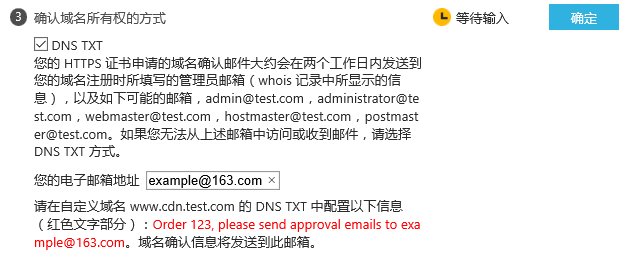 3 确认域名所有权的方式 等待输入 确定
DNS TXT
您的 HTTPS 证书申请的域名确认邮件大约会在两个工作日内发送到
您的域名注册时所填写的管理员邮箱（whois 记录中所显示的信
息），以及如下可能的邮箱，admin@test.com，administrator@te
st.com，webmaster@test.com，hostmaster@test.com，postmast
er@test.com。如果您无法从上述邮箱中访问或收到邮件，请选择
DNS TXT 方式。
您的电子邮箱地址 example@163.com ×
请在自定义域名 www.cdn.test.com 的 DNS TXT 中配置以下信息
（红色文字部分）：Order 123, please send approval emails to exa
mple@163.com。域名确认信息将发送到此邮箱。